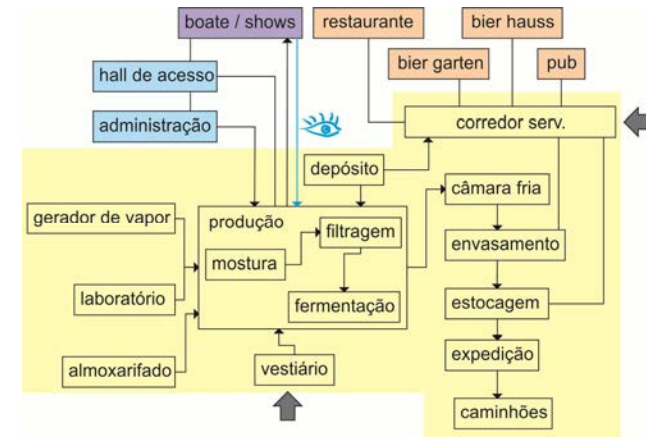 boate / shows
restaurante
bier hauss
hall de acesso
bier garten
pub
administração
corredor serv.
depósito
câmara fria
gerador de vapor
produção
filtragem
envasamento
mostura
laboratório
fermentação
estocagem
almoxarifado
vestiário
expedição
caminhões